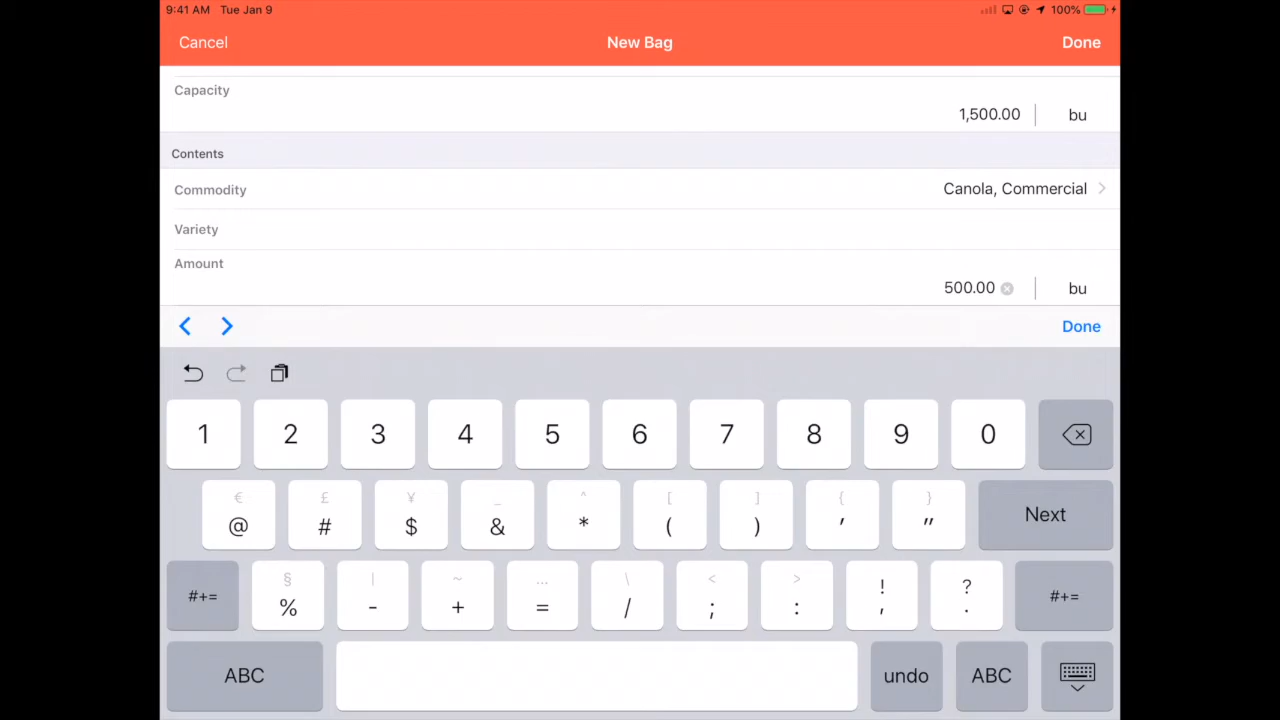 9:41 AM Tue Jan 9 100%
Cancel New Bag Done
Capacity
1,500.00 bu
Contents
Commodity Canola, Commercial
Variety
Amount
500.00 bu
Done
1 2 3 4 5 6 7 8 9 0
€ £ ¥ _ ^ [ ] { }
@ # $ & * ( ) ' " Next
§ | ~ … \ < > ! ?
#+= % - + = / ; : , . #+=
ABC undo ABC